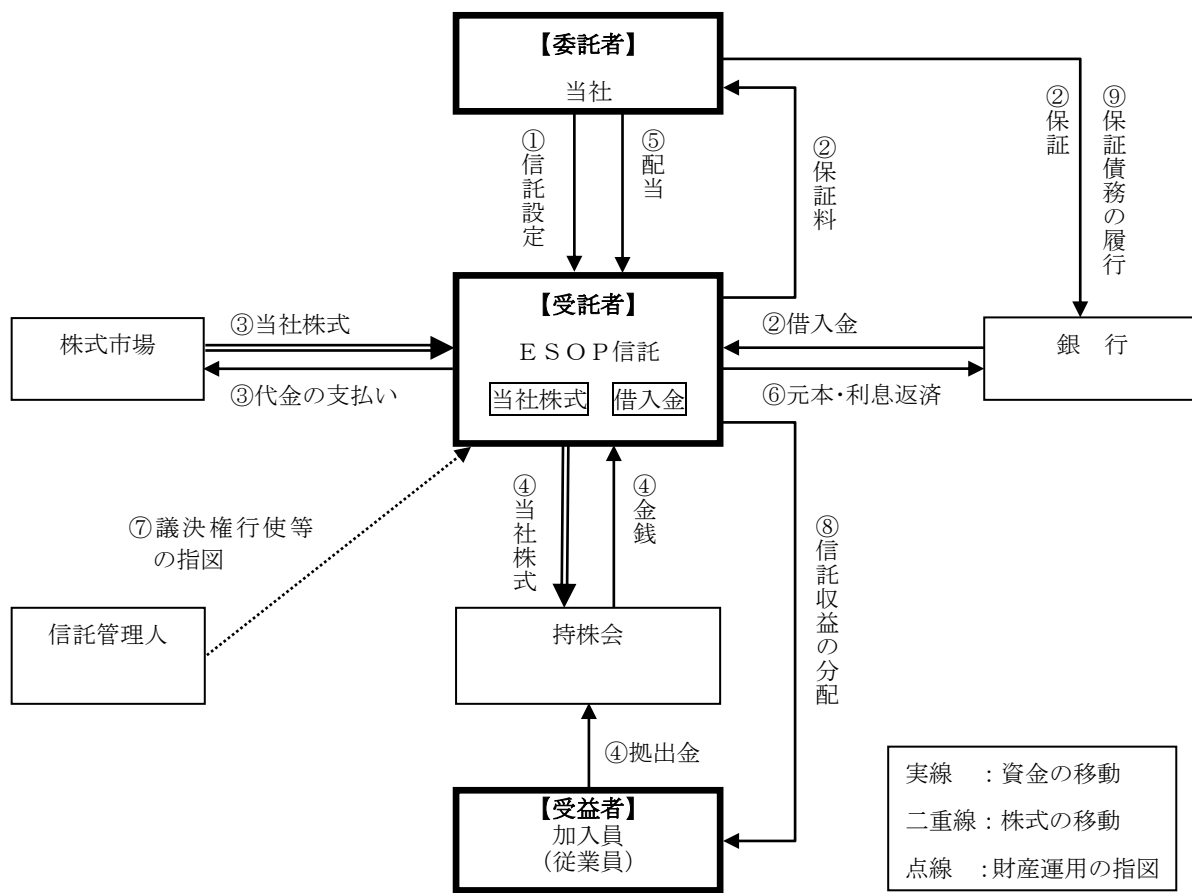 【委託者】
当社
①信託設定
⑤配当
②保証料
②保証
⑨保証債務の履行
株式市場
③当社株式
③代金の支払い
【受託者】
ESOP信託
当社株式
借入金
②借入金
⑥元本・利息返済
銀 行
⑦議決権行使等
の指図
④当社株式
④金銭
⑧信託収益の分配
信託管理人
持株会
④拠出金
【受益者】
加入員
(従業員)
実線 :資金の移動
二重線:株式の移動
点線 :財産運用の指図